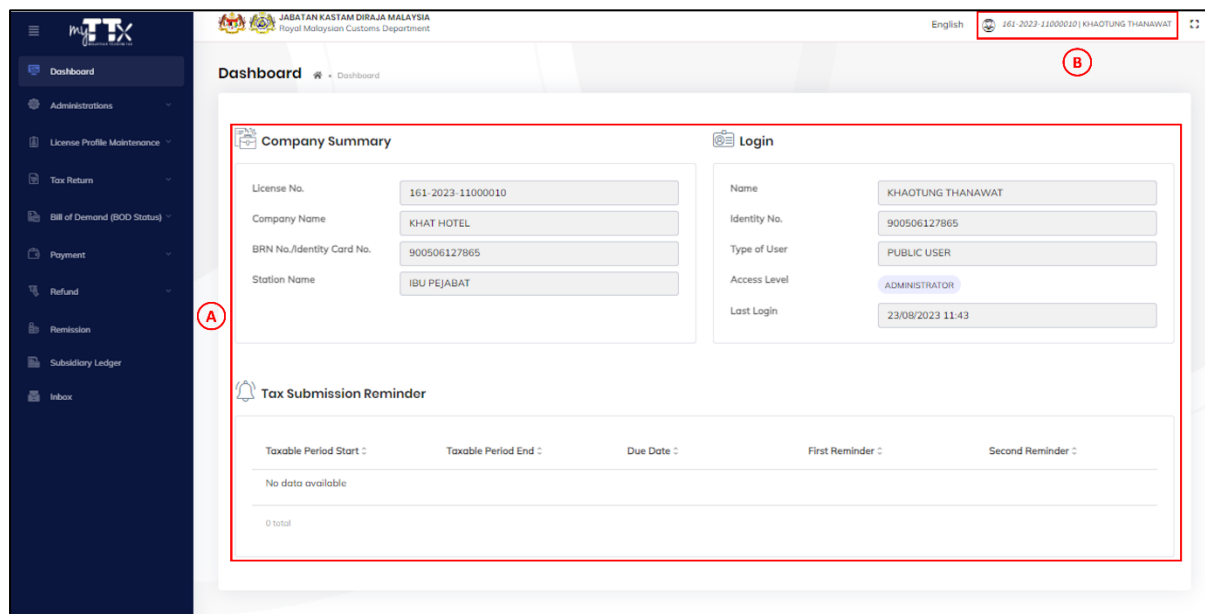 myTTX
JABATAN KASTAM DIRAJA MALAYSIA
Royal Malaysian Customs Department
English
161-2023-11000010| KHAOTUNG THANAWAT
B
Dashboard
Administrations
License Profile Maintenance
Tax Return
Bill of Demand (BOD Status)
Payment
Refund
Remission
Subsidiary Ledger
Inbox
Dashboard • Dashboard
A
Company Summary
License No. 161-2023-11000010
Company Name KHAT HOTEL
BRN No./Identity Card No. 900506127865
Station Name IBU PEJABAT
Login
Name KHAOTUNG THANAWAT
Identity No. 900506127865
Type of User PUBLIC USER
Access Level ADMINISTRATOR
Last Login 23/08/2023 11:43
Tax Submission Reminder
Taxable Period Start Taxable Period End Due Date First Reminder Second Reminder
No data available
0 total